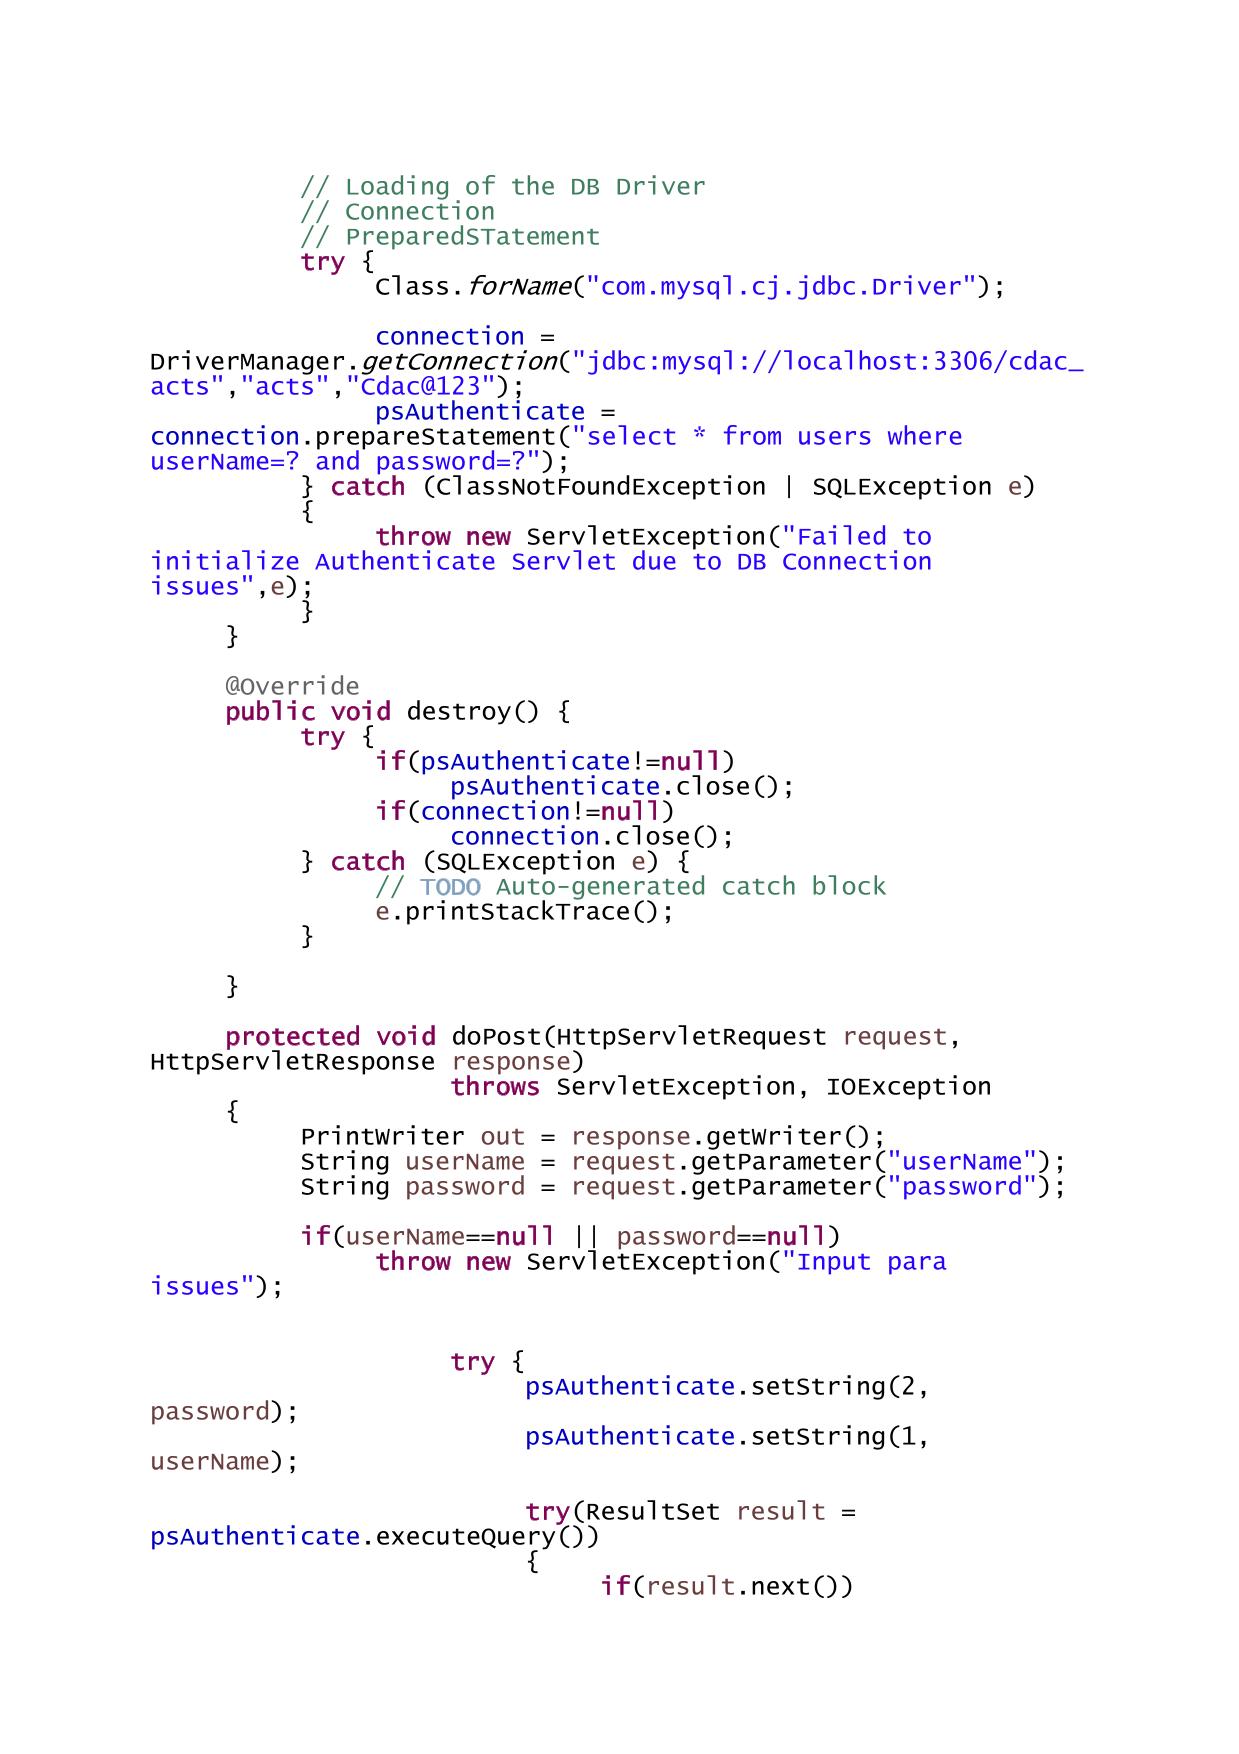 // Loading of the DB Driver
// Connection
// PreparedSTatement
try {
Class.forName("com.mysql.cj.jdbc.Driver");
connection =
DriverManager.getConnection("jdbc:mysql://localhost:3306/cdac_
acts","acts","Cdac@123");
psAuthenticate =
connection.prepareStatement("select * from users where
userName=? and password=?");
} catch (ClassNotFoundException | SQLException e)
{
throw new ServletException("Failed to
initialize Authenticate Servlet due to DB Connection
issues",e);
}
}
@Override
public void destroy() {
try {
if(psAuthenticate!=null)
psAuthenticate.close();
if(connection!=null)
connection.close();
} catch (SQLException e) {
// TODO Auto-generated catch block
e.printStackTrace();
}
}
protected void doPost(HttpServletRequest request,
HttpServletResponse response)
throws ServletException, IOException
{
PrintWriter out = response.getWriter();
String userName = request.getParameter("userName");
String password = request.getParameter("password");
if(userName==null || password==null)
throw new ServletException("Input para
issues");
try {
psAuthenticate.setString(2,
password);
psAuthenticate.setString(1,
userName);
try(ResultSet result =
psAuthenticate.executeQuery())
{
if(result.next())